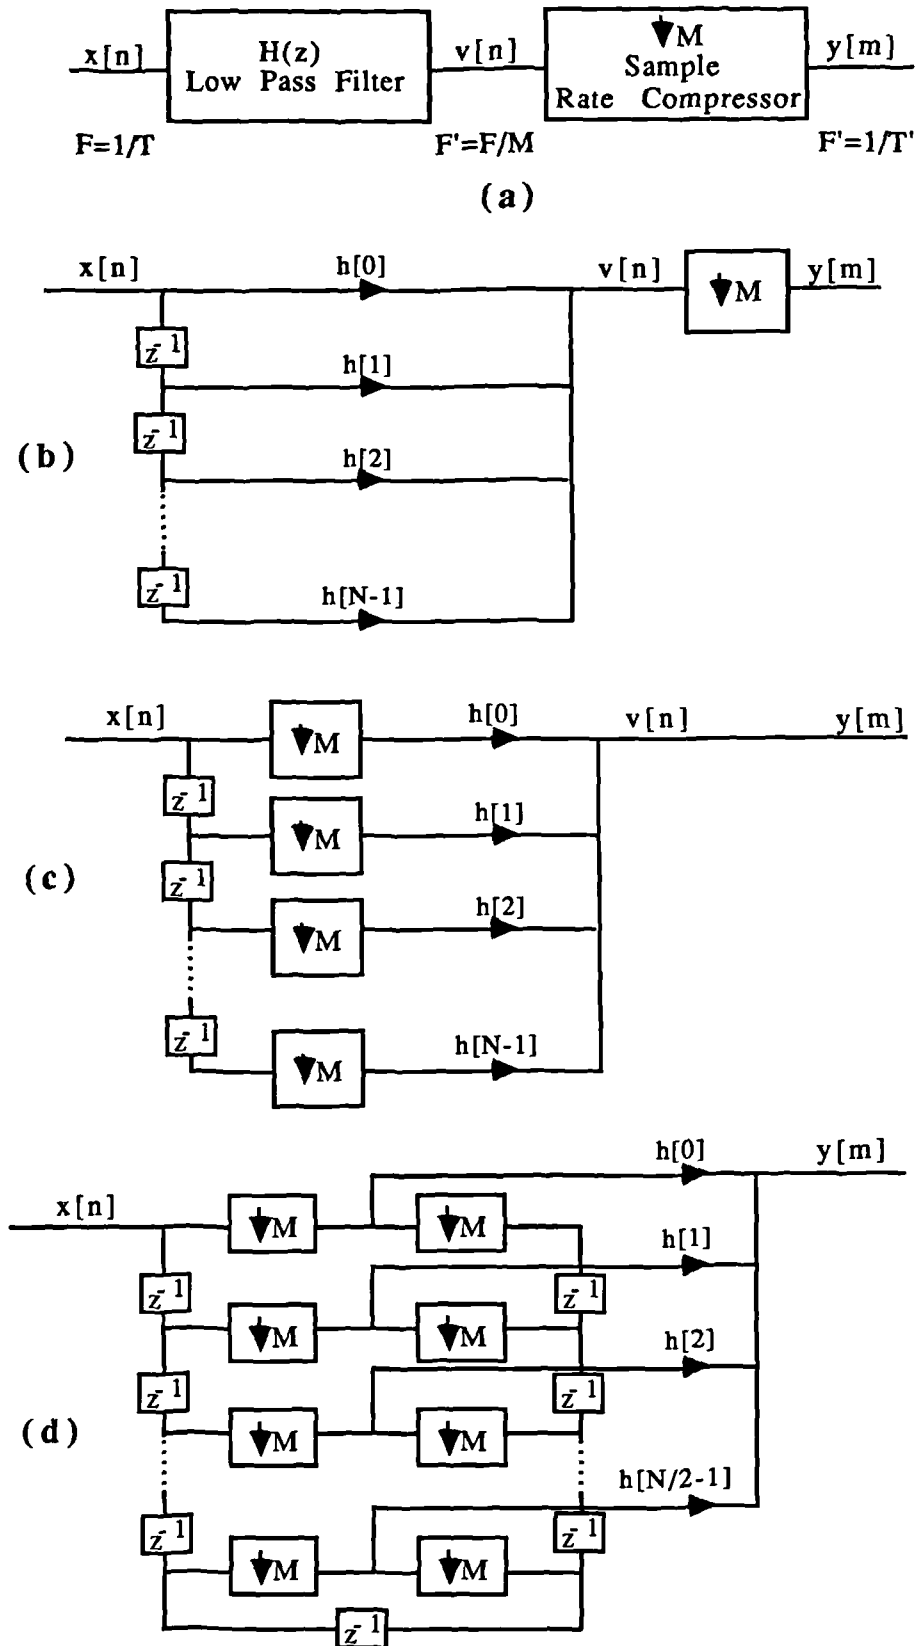 x[n] H(z) v[n] ▼M y[m]
Low Pass Filter Sample
Rate Compressor
F=1/T F'=F/M F'=1/T'
(a)
x[n] h[0] v[n] ▼M y[m]
z-1
h[1]
z-1
(b)
h[2]
z-1
h[N-1]
x[n] ▼M h[0] v[n] y[m]
z-1
▼M h[1]
(c) z-1
▼M h[2]
z-1
▼M h[N-1]
h[0] y[m]
x[n] ▼M ▼M
h[1]
z-1 z-1
▼M ▼M
h[2]
z-1 z-1
(d) ▼M ▼M
h[N/2-1]
z-1 z-1
▼M ▼M
z-1